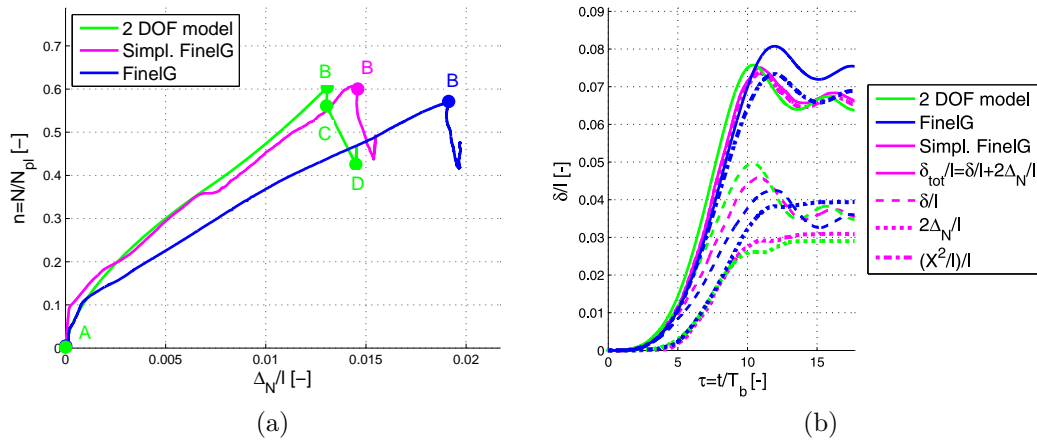 2 DOF model
Simpl. FinelG
FinelG
0.7
0.6
0.5
0.4
0.3
0.2
0.1
0
n=N/N_pl [-]
B
B
B
C
D
A
0
0.005
0.01
0.015
0.02
Δ_N/l [-]
(a)
0.09
0.08
0.07
0.06
0.05
0.04
0.03
0.02
0.01
0
δ/l [-]
0
5
10
15
τ=t/T_b [-]
2 DOF model
FinelG
Simpl. FinelG
δ_tot/l=δ/l+2Δ_N/l
δ/l
2Δ_N/l
(X²/l)/l
(b)